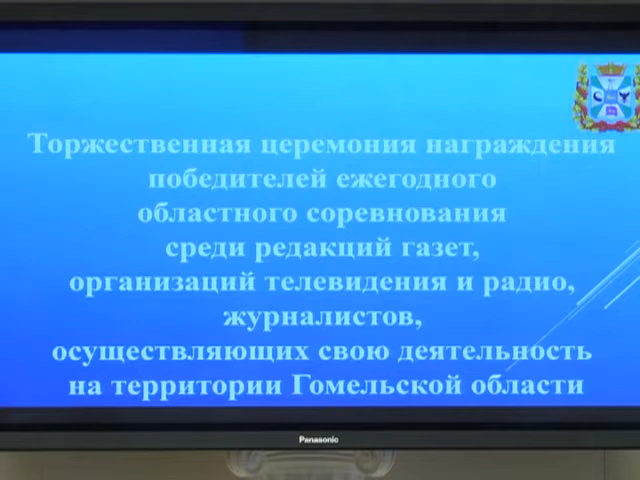 Торжественная церемония награждения
победителей ежегодного
областного соревнования
среди редакций газет,
организаций телевидения и радио,
журналистов,
осуществляющих свою деятельность
на территории Гомельской области
Panasonic